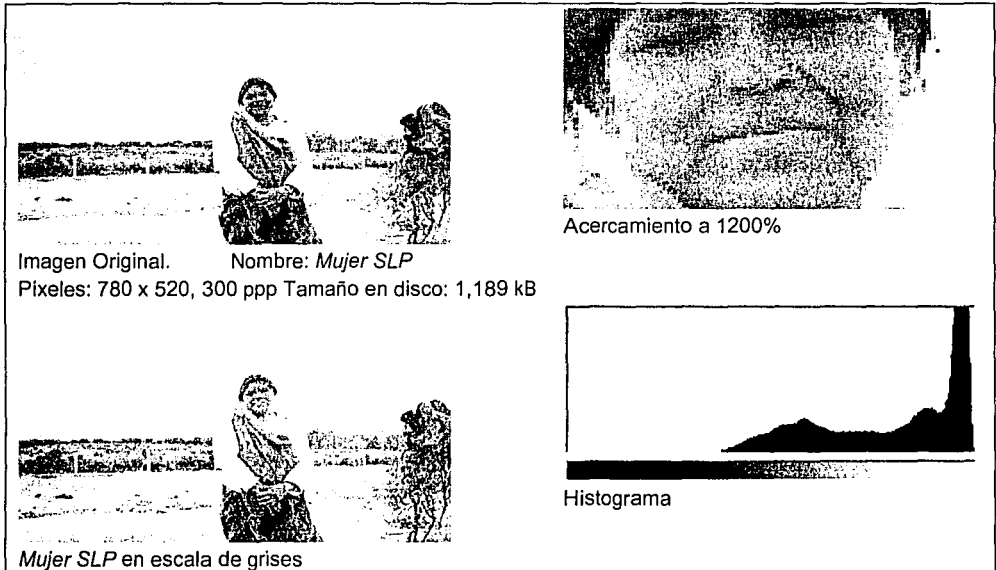 Acercamiento a 1200%
Imagen Original. Nombre: Mujer SLP
Pixeles: 780 x 520, 300 ppp Tamaño en disco: 1,189 kB
Histograma
Mujer SLP en escala de grises